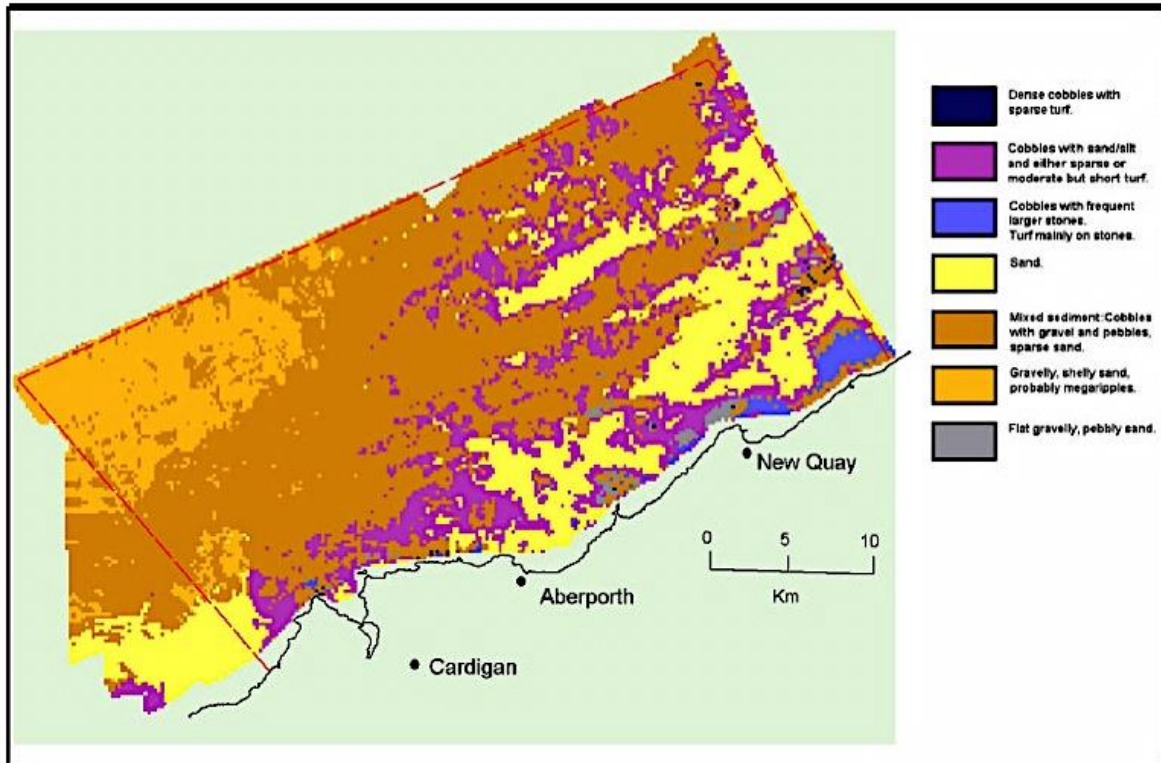 Dense cobbles with
sparse turf.
Cobbles with sand/silt
and either sparse or
moderate but short turf.
Cobbles with frequent
larger stones.
Turf mainly on stones.
Sand.
Mixed sediment:Cobbles
with gravel and pebbles,
sparse sand.
Gravelly, shelly sand,
probably megaripples.
Flat gravelly, pebbly sand.
New Quay
0 5 10
Km
Aberporth
Cardigan